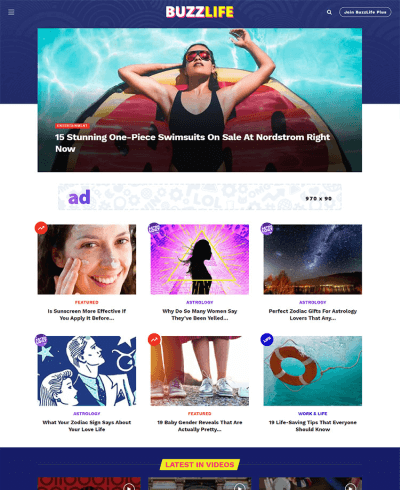 BUZZLIFE
Join BuzzLife Plus
15 Stunning One-Piece Swimsuits On Sale At Nordstrom Right
Now
ad
970 x 90
FEATURED
Is Sunscreen More Effective If
You Apply It Before...
ASTROLOGY
Why Do So Many Women Say
They've Been Yelled...
ASTROLOGY
Perfect Zodiac Gifts For Astrology
Lovers That Any...
ASTROLOGY
What Your Zodiac Sign Says About
Your Love Life
FEATURED
19 Baby Gender Reveals That Are
Actually Pretty...
WORK & LIFE
19 Life-Saving Tips That Everyone
Should Know
LATEST IN VIDEOS